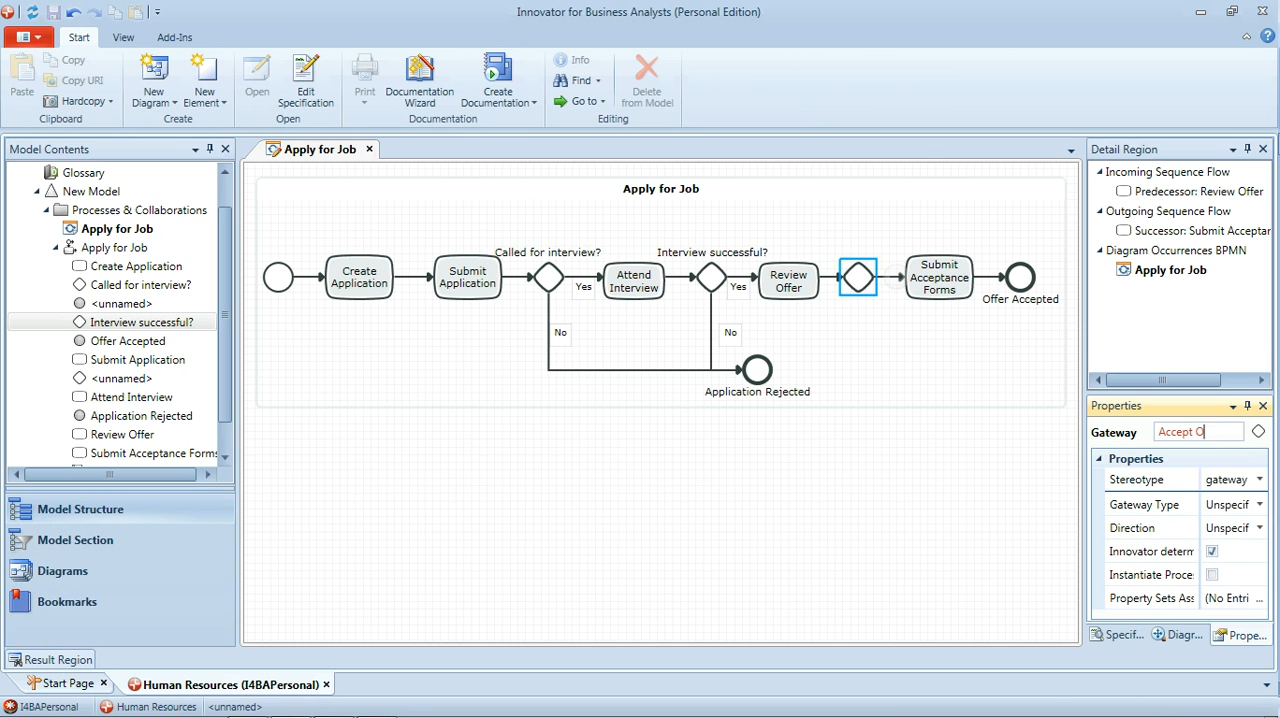 Innovator for Business Analysts (Personal Edition)
Start
View
Add-Ins
Paste
Copy
Copy URI
Hardcopy
Clipboard
New Diagram
New Element
Create
Open
Edit Specification
Open
Print
Documentation Wizard
Create Documentation
Documentation
Info
Find
Go to
Editing
Delete from Model
Model Contents
Glossary
New Model
Processes & Collaborations
Apply for Job
Apply for Job
Create Application
Called for interview?
<unnamed>
Interview successful?
Offer Accepted
Submit Application
<unnamed>
Attend Interview
Application Rejected
Review Offer
Submit Acceptance Forms
Model Structure
Model Section
Diagrams
Bookmarks
Result Region
Apply for Job
Apply for Job
Called for interview?
Interview successful?
Create Application
Submit Application
Attend Interview
Review Offer
Submit Acceptance Forms
Yes
Yes
Offer Accepted
No
No
Application Rejected
Detail Region
Incoming Sequence Flow
Predecessor: Review Offer
Outgoing Sequence Flow
Successor: Submit Acceptar
Diagram Occurrences BPMN
Apply for Job
Properties
Gateway
Accept O
Properties
Stereotype
gateway
Gateway Type
Unspecif
Direction
Unspecif
Innovator determ
Instantiate Proce
Property Sets Ass
(No Entri ...
Specif...
Diagr...
Prope...
Start Page
Human Resources (I4BAPersonal)
I4BAPersonal
Human Resources
<unnamed>